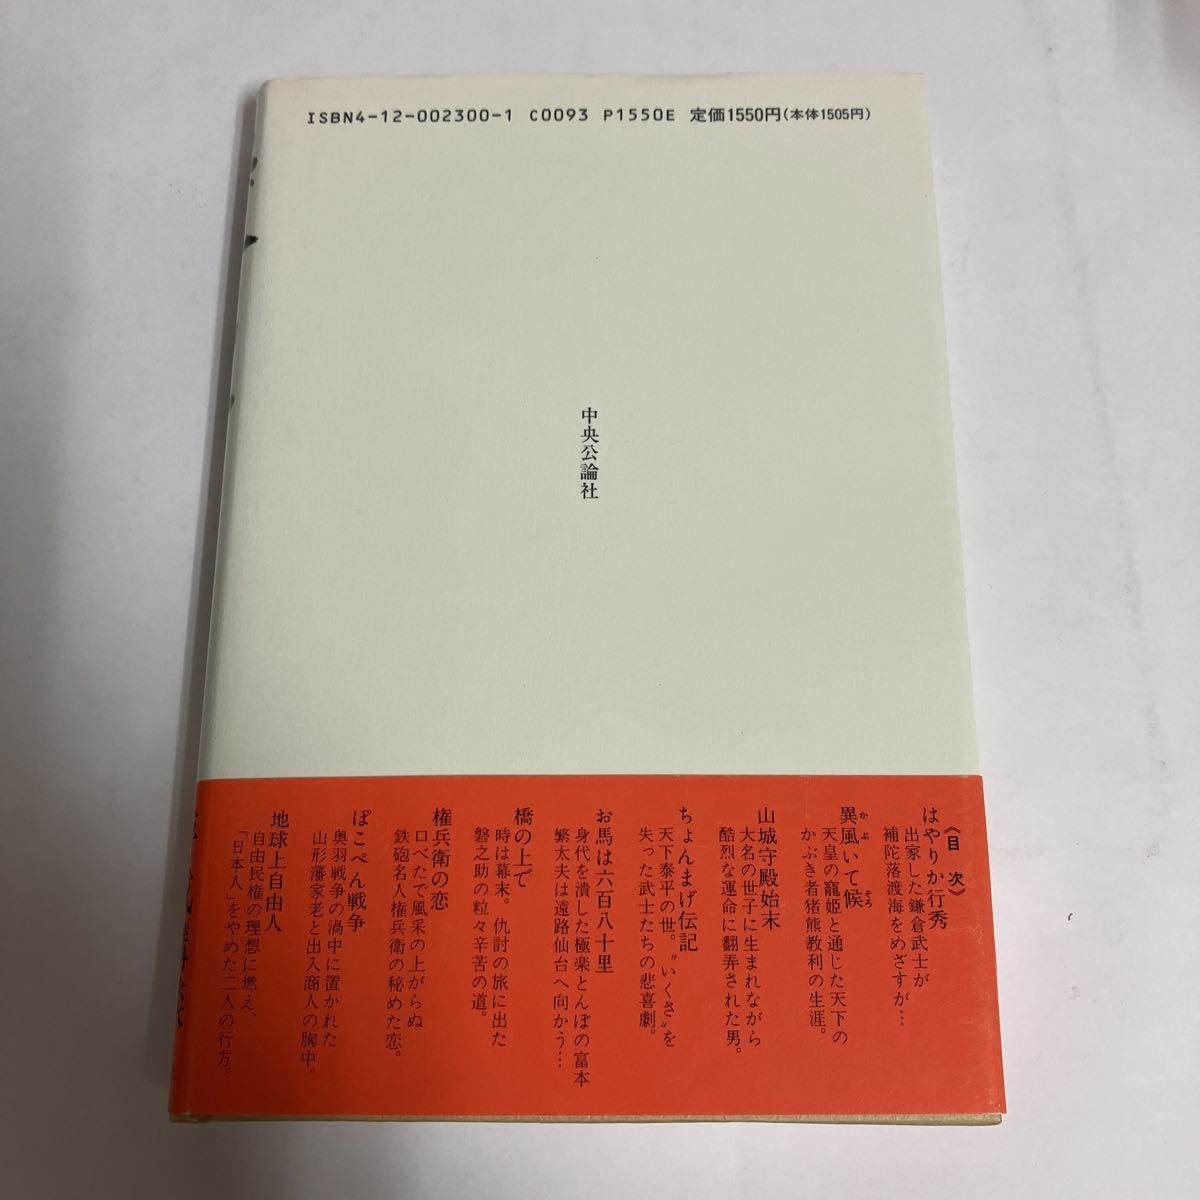 ISBN4-12-002300-1 C0093 P1550E 定価1550円(本体1505円)
中央公論社
《目次》
はやりか行秀
出家した鎌倉武士が
補陀落渡海をめざすが…
異風いて候
かぶ
そろ
天皇の寵姫と通じた天下の
かぶき者猪熊教利の生涯。
山城守殿始末
大名の世子に生まれながら
酷烈な運命に翻弄された男。
ちょんまげ伝記
天下泰平の世。〝いくさ〟を
失った武士たちの悲喜劇。
お馬は六百八十里
身代を潰した極楽とんぼの富本
繁太夫は遠路仙台へ向かう…
橋の上で
時は幕末。仇討の旅に出た
磐之助の粒々辛苦の道。
権兵衛の恋
口べたで風采の上がらぬ
鉄砲名人権兵衛の秘めた恋。
ぽこぺん戦争
奥羽戦争の渦中に置かれた
山形藩家老と出入商人の胸中。
地球上自由人
自由民権の理想に燃え、
「日本人」をやめた二人の行方。